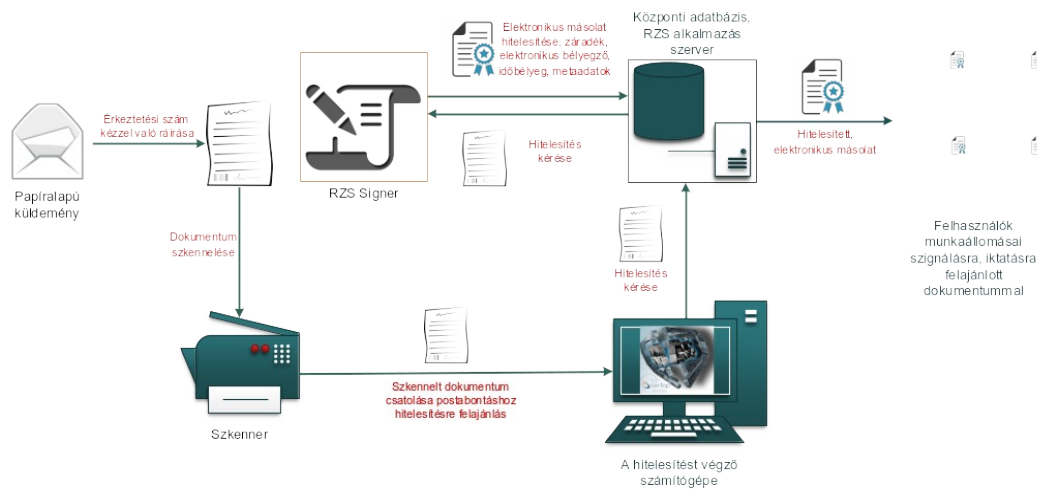 Érkeztetési szám
kézzel való ráírása
Papíralapú
küldemény
Elektronikus másolat
hitelesítése, záradék,
elektronikus bélyegző,
időbélyeg, metaadatok
Központi adatbázis,
RZS alkalmazás
szerver
Hitelesítés
kérése
RZS Signer
Hitelesített,
elektronikus másolat
Felhasználók
munkaállomásai
szignálásra, iktatásra
felajánlott
dokumentummal
Dokumentum
szkennelése
Hitelesítés
kérése
Szkennelt dokumentum
csatolása postabontáshoz
hitelesítésre felajánlás
Szkenner
A hitelesítést végző
számítógépe